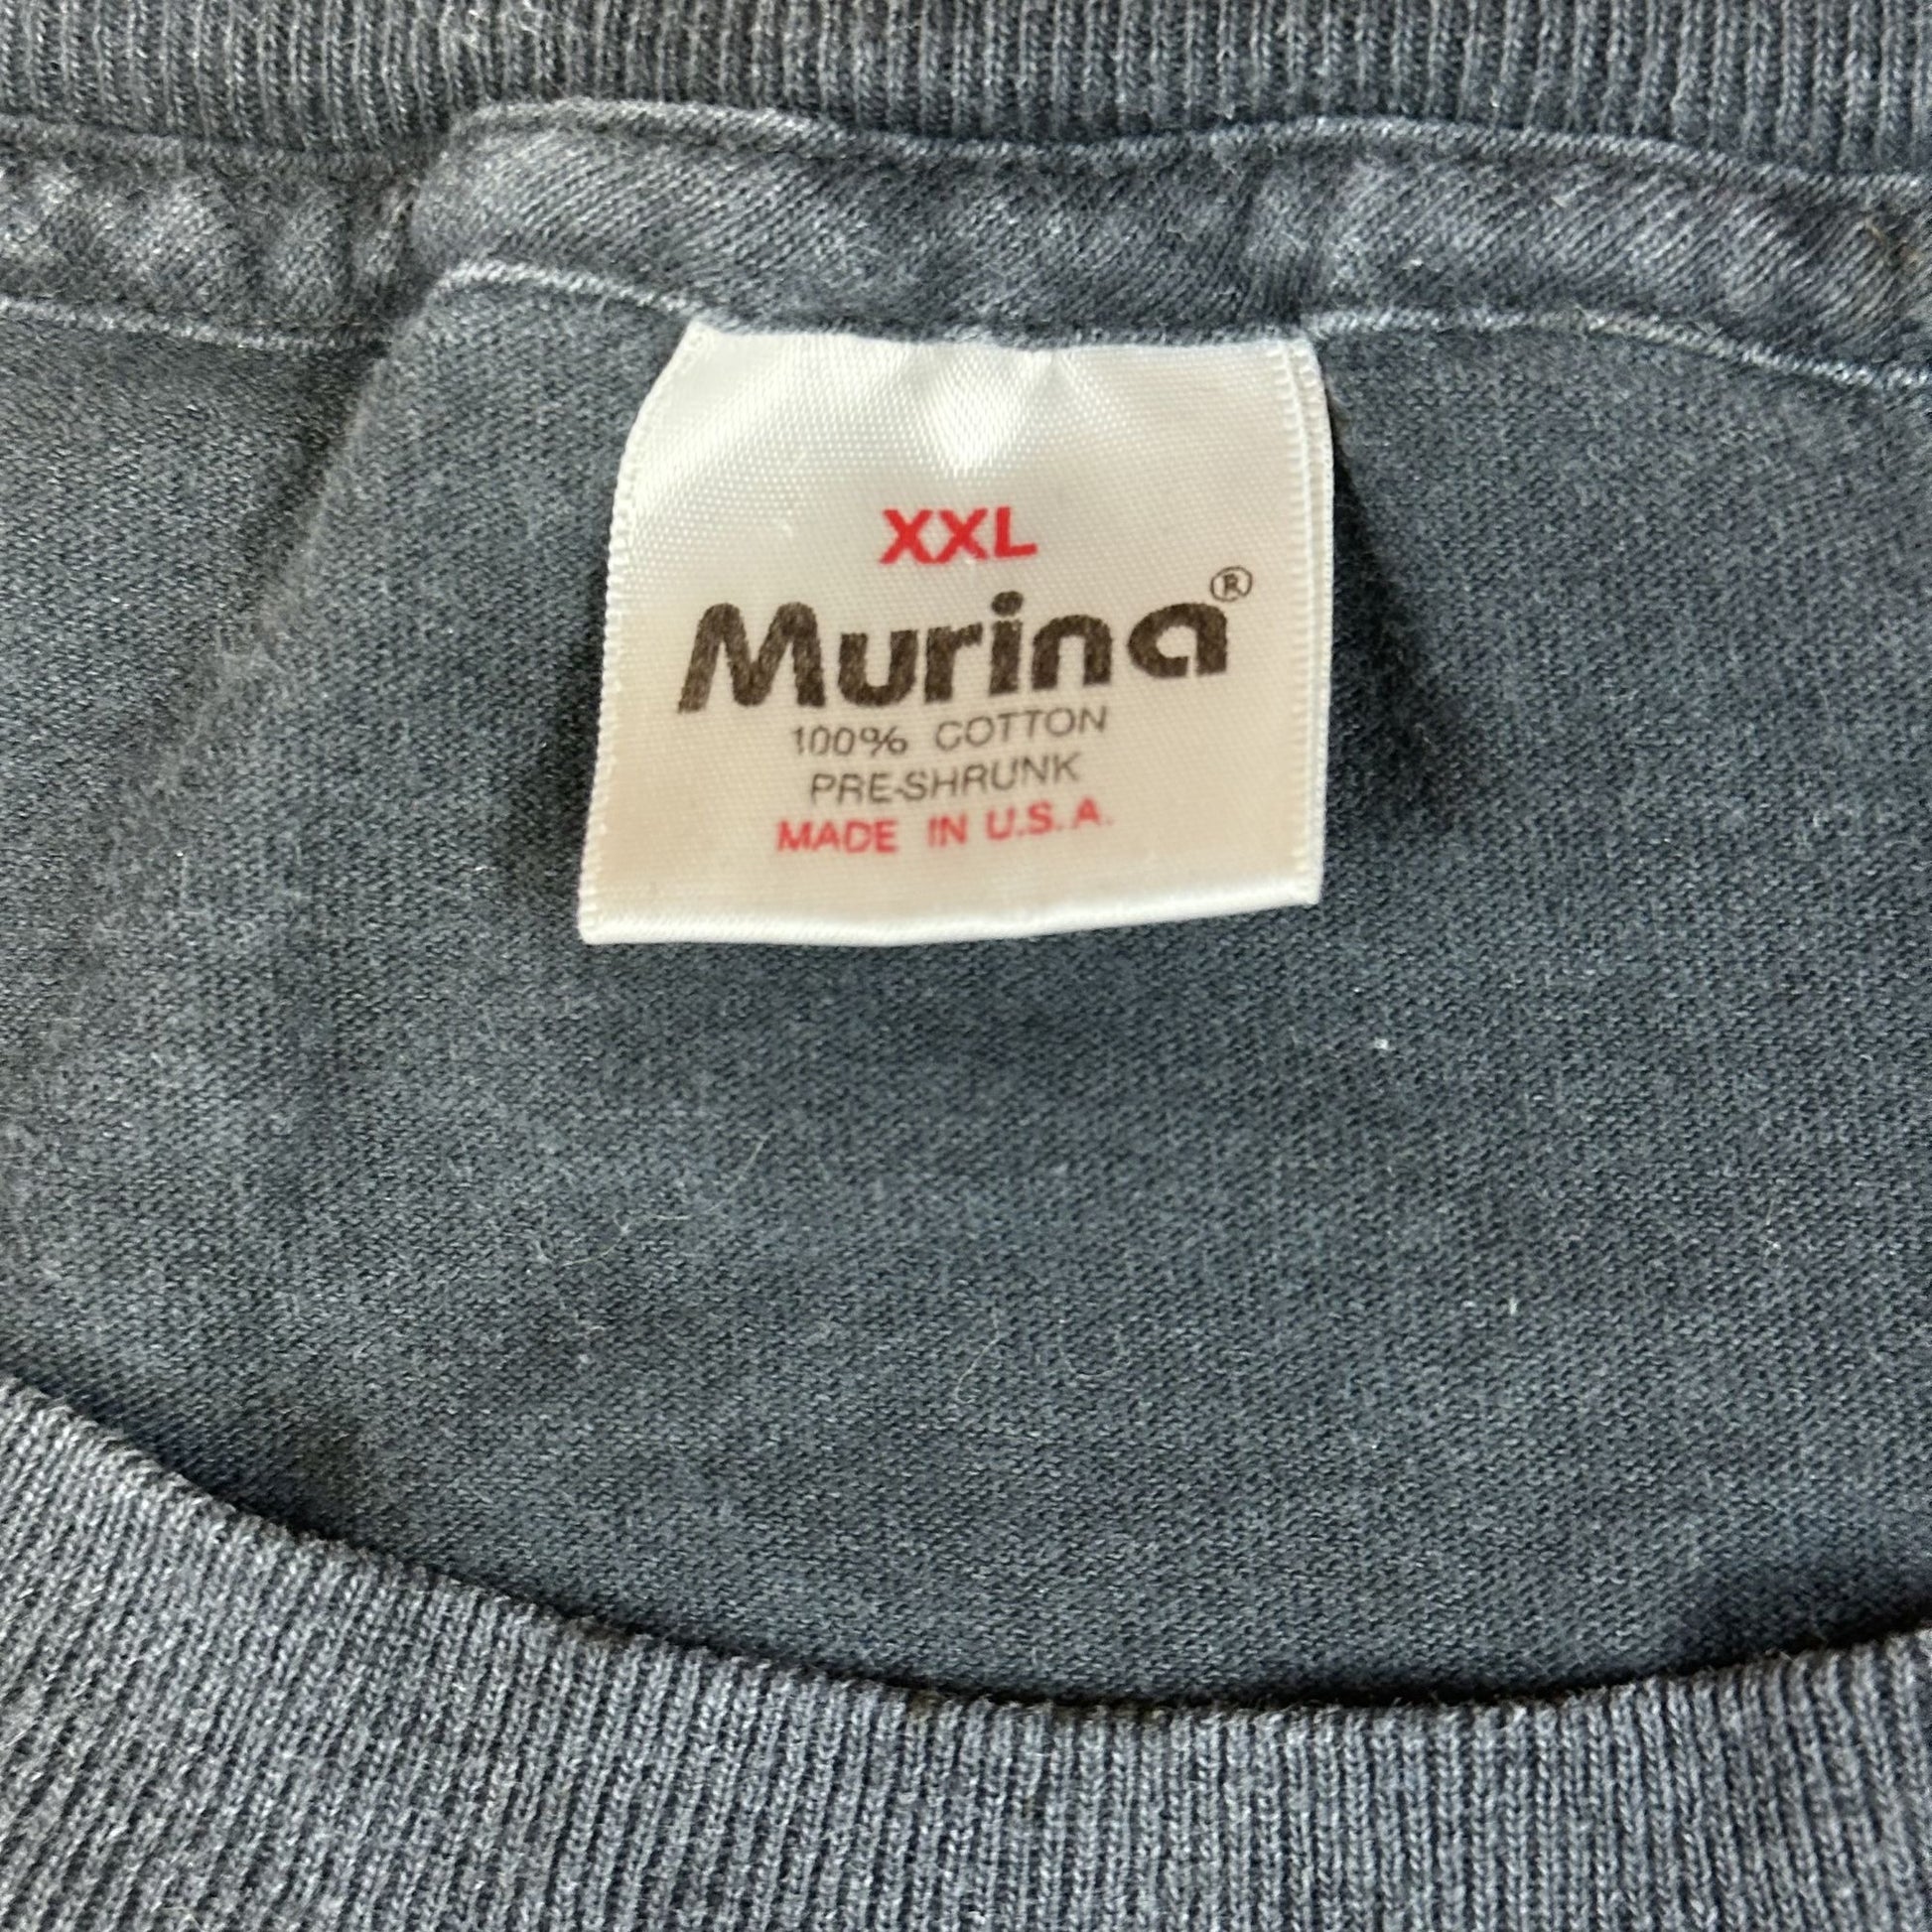 XXL
Murina®
100% COTTON
PRE-SHRUNK
MADE IN U.S.A.